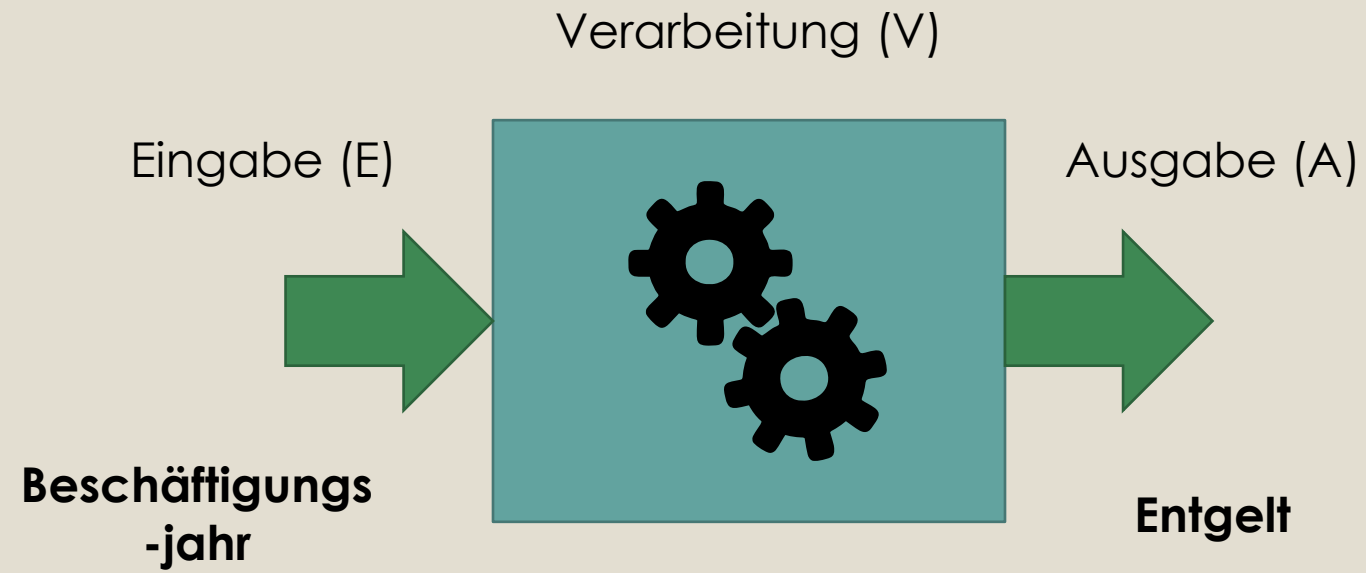 Verarbeitung (V)
Eingabe (E)
Ausgabe (A)
Beschäftigungs
-jahr
Entgelt